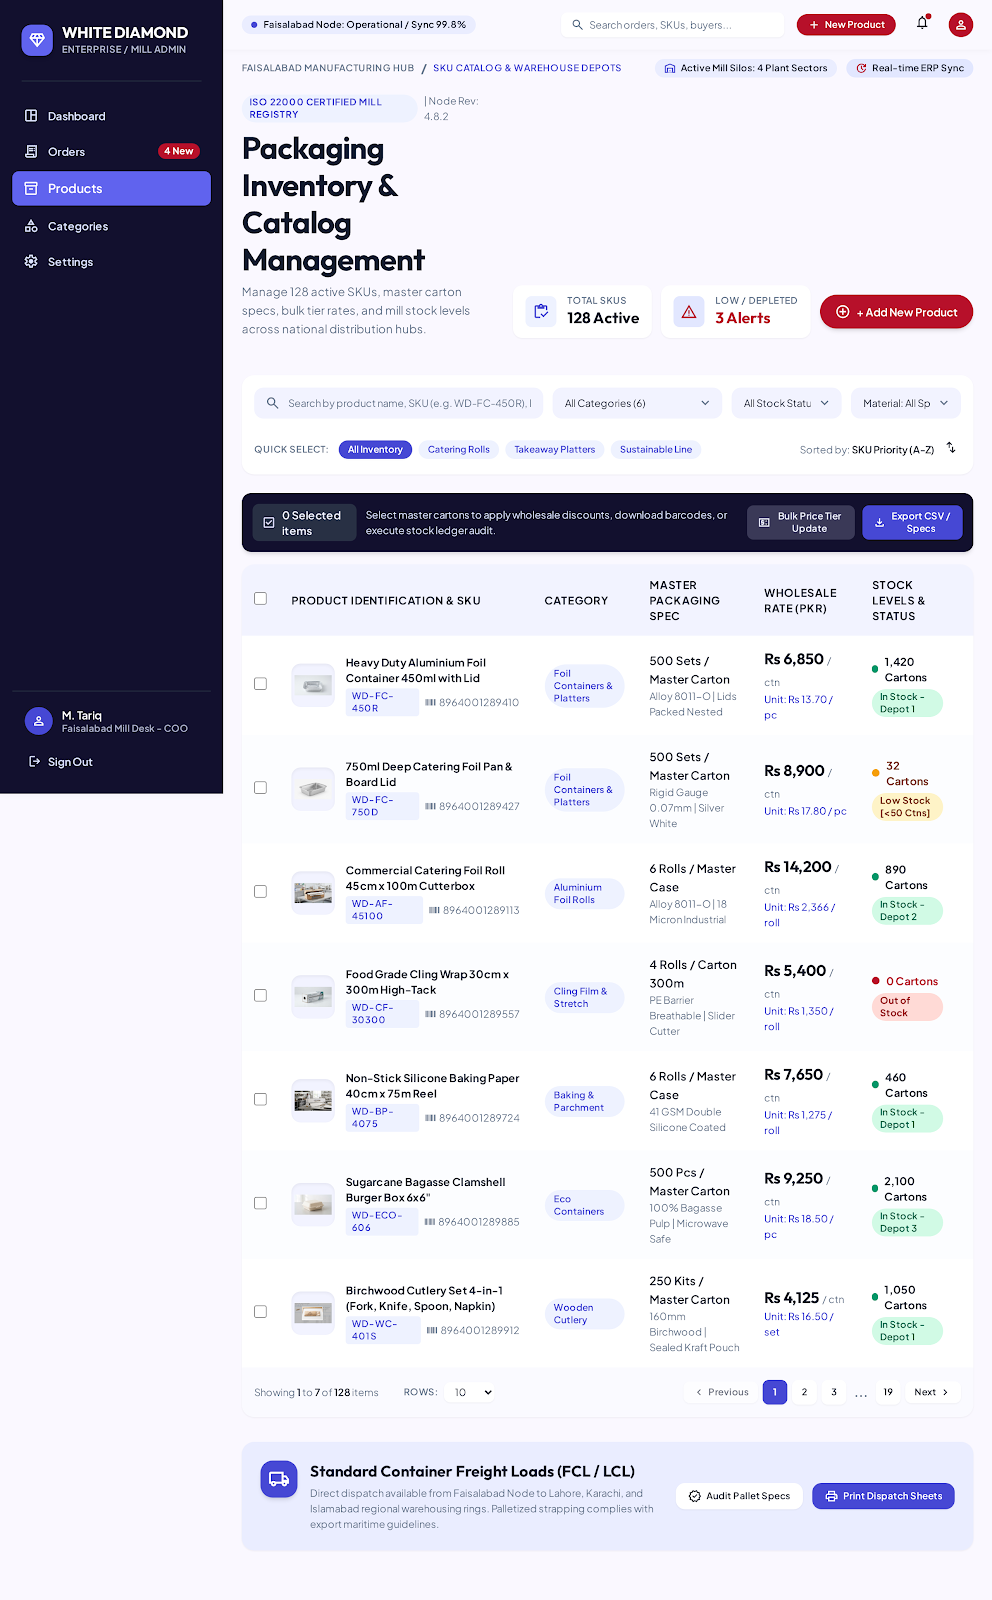 WHITE DIAMOND
ENTERPRISE / MILL ADMIN
Dashboard
Orders
4 New
Products
Categories
Settings
M. Tariq
Faisalabad Mill Desk - COO
Sign Out
Faisalabad Node: Operational / Sync 99.8%
Search orders, SKUs, buyers...
New Product
FAISALABAD MANUFACTURING HUB / SKU CATALOG & WAREHOUSE DEPOTS
Active Mill Silos: 4 Plant Sectors
Real-time ERP Sync
ISO 22000 CERTIFIED MILL
REGISTRY
| Node Rev:
4.8.2
Packaging
Inventory &
Catalog
Management
Manage 128 active SKUs, master carton
specs, bulk tier rates, and mill stock levels
across national distribution hubs.
TOTAL SKUS
128 Active
LOW / DEPLETED
3 Alerts
+ Add New Product
Search by product name, SKU (e.g. WD-FC-450R), l
All Categories (6)
All Stock Statu
Material: All Sp
QUICK SELECT:
All Inventory
Catering Rolls
Takeaway Platters
Sustainable Line
Sorted by: SKU Priority (A-Z)
0 Selected
items
Select master cartons to apply wholesale discounts, download barcodes, or
execute stock ledger audit.
Bulk Price Tier
Update
Export CSV /
Specs
PRODUCT IDENTIFICATION & SKU
CATEGORY
MASTER
PACKAGING
SPEC
WHOLESALE
RATE (PKR)
STOCK
LEVELS &
STATUS
Heavy Duty Aluminium Foil
Container 450ml with Lid
WD-FC-
450R
8964001289410
Foil
Containers &
Platters
500 Sets /
Master Carton
Alloy 8011-O | Lids
Packed Nested
Rs 6,850 /
ctn
Unit: Rs 13.70 /
pc
1,420
Cartons
In Stock -
Depot 1
750ml Deep Catering Foil Pan &
Board Lid
WD-FC-
750D
8964001289427
Foil
Containers &
Platters
500 Sets /
Master Carton
Rigid Gauge
0.07mm | Silver
White
Rs 8,900 /
ctn
Unit: Rs 17.80 / pc
32
Cartons
Low Stock
[<50 Ctns]
Commercial Catering Foil Roll
45cm x 100m Cutterbox
WD-AF-
45100
8964001289113
Aluminium
Foil Rolls
6 Rolls / Master
Case
Alloy 8011-O | 18
Micron Industrial
Rs 14,200 /
ctn
Unit: Rs 2,366 /
roll
890
Cartons
In Stock -
Depot 2
Food Grade Cling Wrap 30cm x
300m High-Tack
WD-CF-
30300
8964001289557
Cling Film &
Stretch
4 Rolls / Carton
300m
PE Barrier
Breathable | Slider
Cutter
Rs 5,400 /
ctn
Unit: Rs 1,350 /
roll
0 Cartons
Out of
Stock
Non-Stick Silicone Baking Paper
40cm x 75m Reel
WD-BP-
4075
8964001289724
Baking &
Parchment
6 Rolls / Master
Case
41 GSM Double
Silicone Coated
Rs 7,650 /
ctn
Unit: Rs 1,275 /
roll
460
Cartons
In Stock -
Depot 1
Sugarcane Bagasse Clamshell
Burger Box 6x6"
WD-ECO-
606
8964001289885
Eco
Containers
500 Pcs /
Master Carton
100% Bagasse
Pulp | Microwave
Safe
Rs 9,250 /
ctn
Unit: Rs 18.50 /
pc
2,100
Cartons
In Stock -
Depot 3
Birchwood Cutlery Set 4-in-1
(Fork, Knife, Spoon, Napkin)
WD-WC-
401S
8964001289912
Wooden
Cutlery
250 Kits /
Master Carton
160mm
Birchwood |
Sealed Kraft Pouch
Rs 4,125 / ctn
Unit: Rs 16.50 /
set
1,050
Cartons
In Stock -
Depot 1
Showing 1 to 7 of 128 items
ROWS: 10
Previous 1 2 3 ... 19 Next
Standard Container Freight Loads (FCL / LCL)
Direct dispatch available from Faisalabad Node to Lahore, Karachi, and
Islamabad regional warehousing rings. Palletized strapping complies with
export maritime guidelines.
Audit Pallet Specs
Print Dispatch Sheets